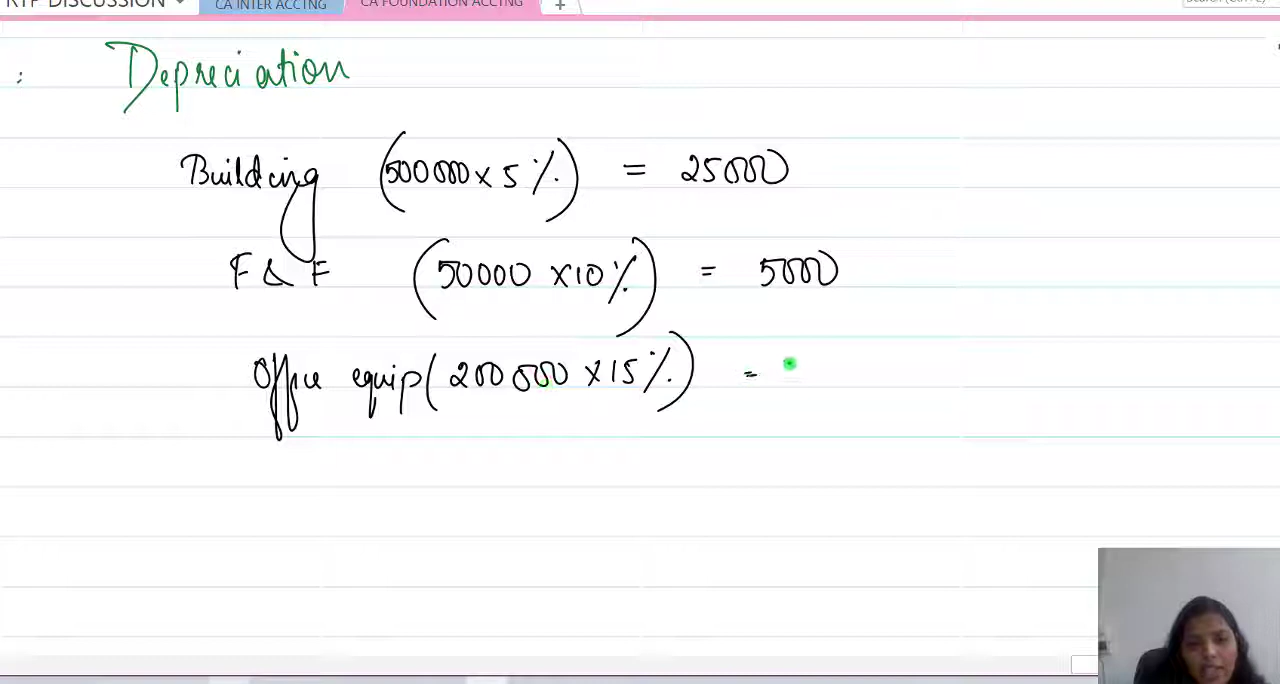 RTP DISCUSSION
CA INTER ACCTNG
CA FOUNDATION ACCTNG
+
Depreciation
Building (500000 x 5%) = 25000
F & F (50000 x 10%) = 5000
Office equip (200000 x 15%) =